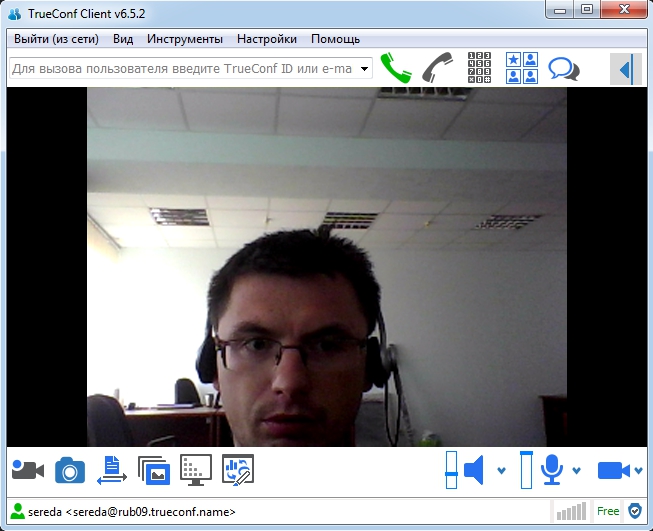 TrueConf Client v6.5.2
Выйти (из сети) Вид Инструменты Настройки Помощь
Для вызова пользователя введите TrueConf ID или e-ma
sereda <sereda@rub09.trueconf.name>
Free